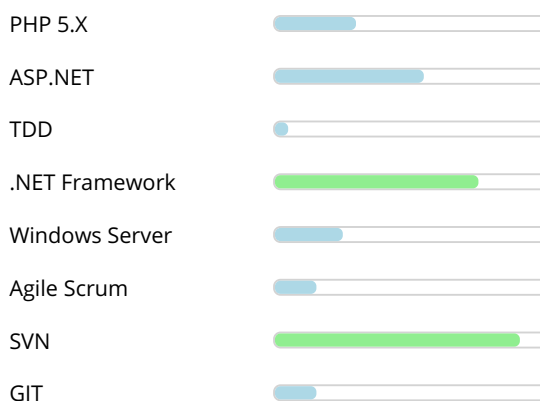 PHP 5.X
ASP.NET
TDD
.NET Framework
Windows Server
Agile Scrum
SVN
GIT